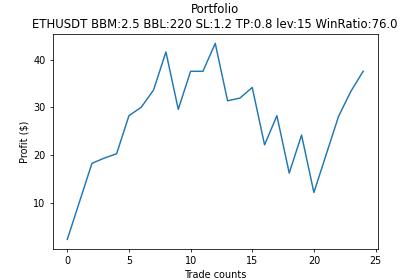 Portfolio
ETHUSDT BBM:2.5 BBL:220 SL:1.2 TP:0.8 lev:15 WinRatio:76.0
40
30
20
10
Profit ($)
0 5 10 15 20 25
Trade counts